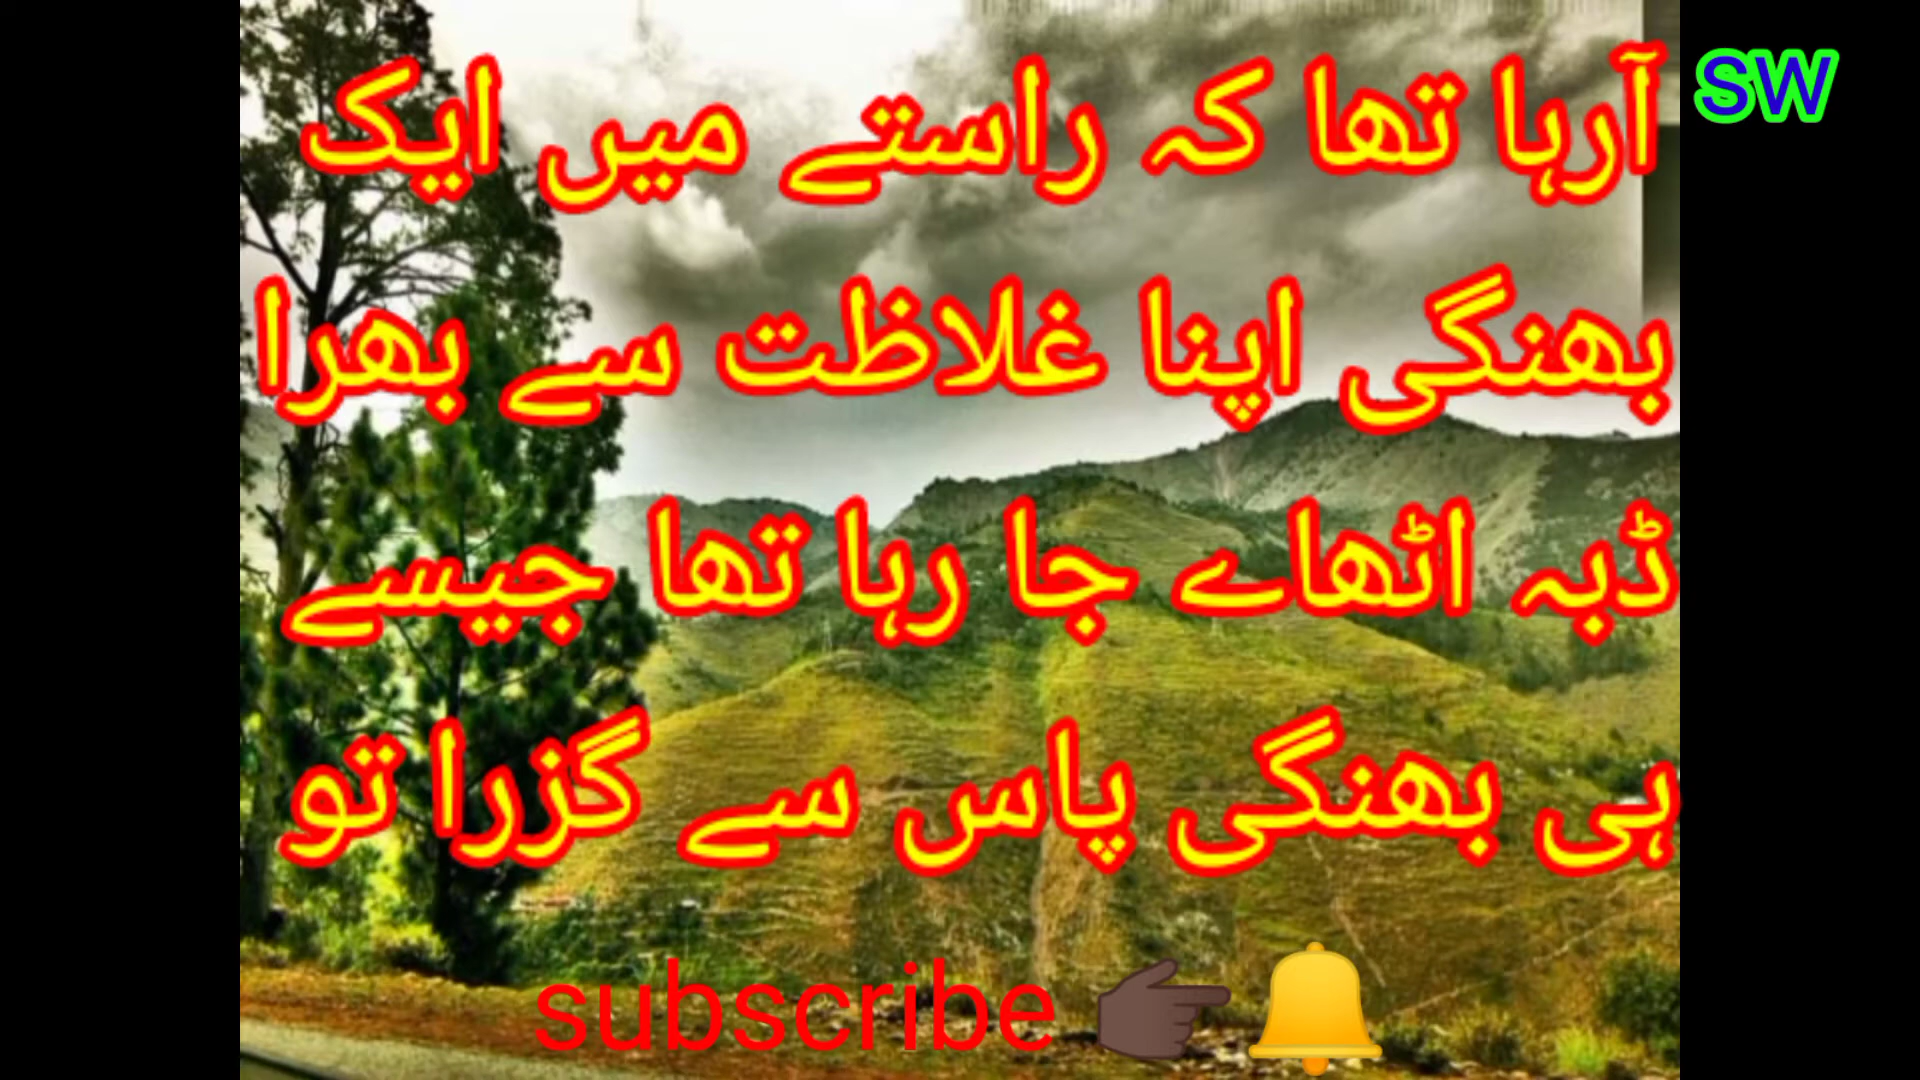 آرہا تھا کہ راستے میں ایک
SW
بھنگی اپنا غلاظت سے بھرا
ڈبہ اٹھاے جا رہا تھا جیسے
ہی بھنگی پاس سے گزرا تو
subscribe